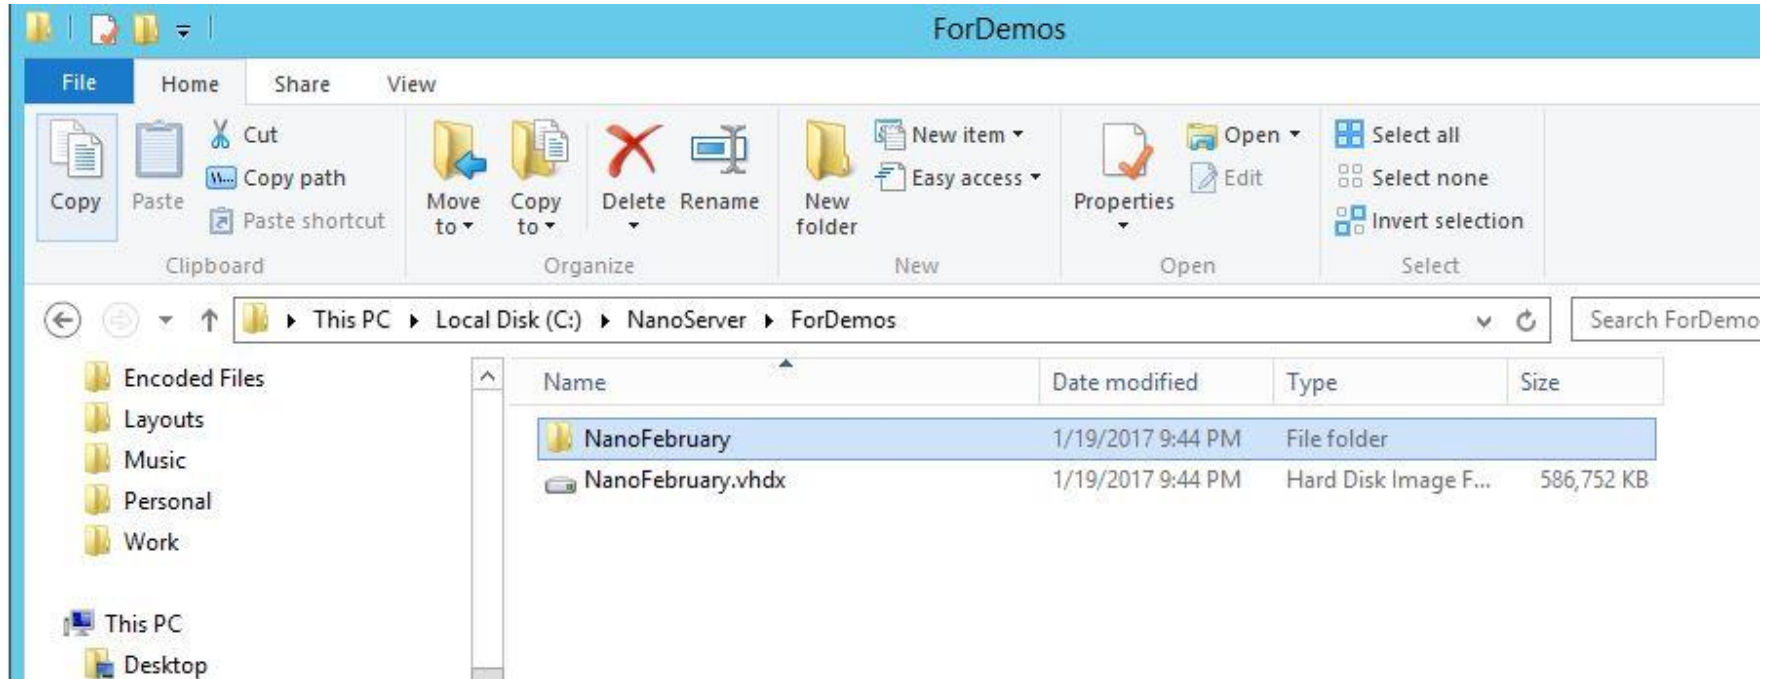 ForDemos
File Home Share View
Copy
Paste
Cut
Copy path
Paste shortcut
Clipboard
Move to
Copy to
Delete
Rename
Organize
New folder
New item
Easy access
New
Properties
Open
Edit
Open
Select all
Select none
Invert selection
Select
This PC Local Disk (C:) NanoServer ForDemos
Search ForDemo
Encoded Files
Layouts
Music
Personal
Work
This PC
Desktop
Name Date modified Type Size
NanoFebruary 1/19/2017 9:44 PM File folder
NanoFebruary.vhdx 1/19/2017 9:44 PM Hard Disk Image F... 586,752 KB